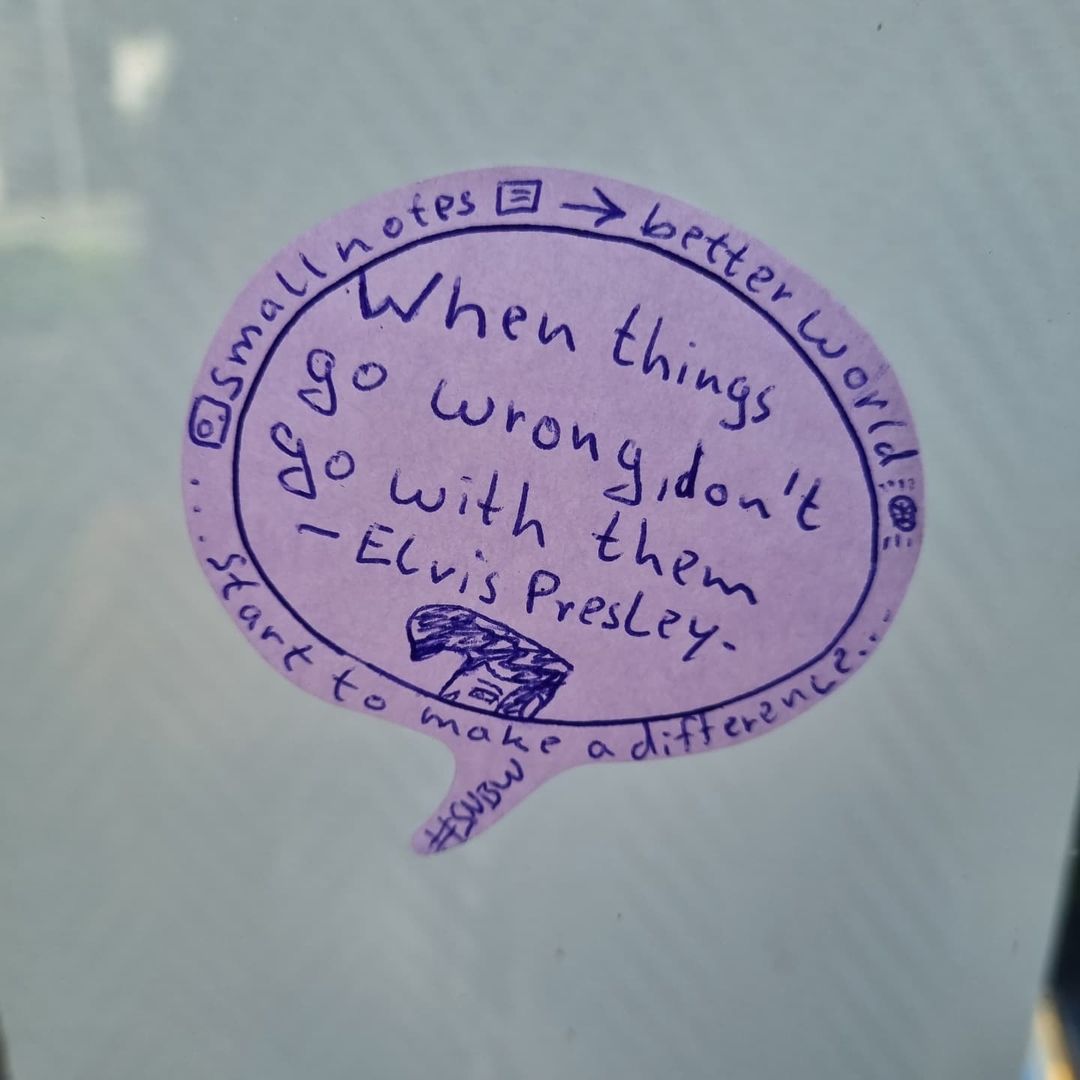 smallnotes → betterworld
When things
go wrong, don't
go with them
- Elvis Presley.
... Start to make a difference...
#SNBW